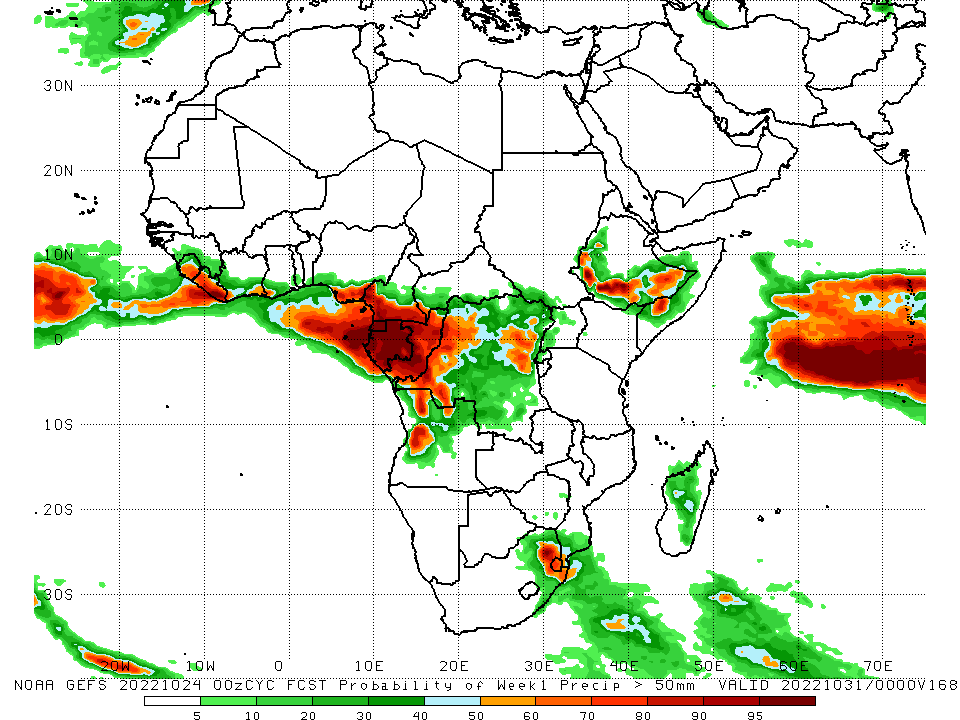 30N
20N
10N
0
10S
20S
30S
20W 10W 0 10E 20E 30E 40E 50E 60E 70E
NOAA GEFS 20221024 00zCYC FCST Probability of Week1 Precip > 50mm VALID 20221031/0000V168
5 10 20 30 40 50 60 70 80 90 95